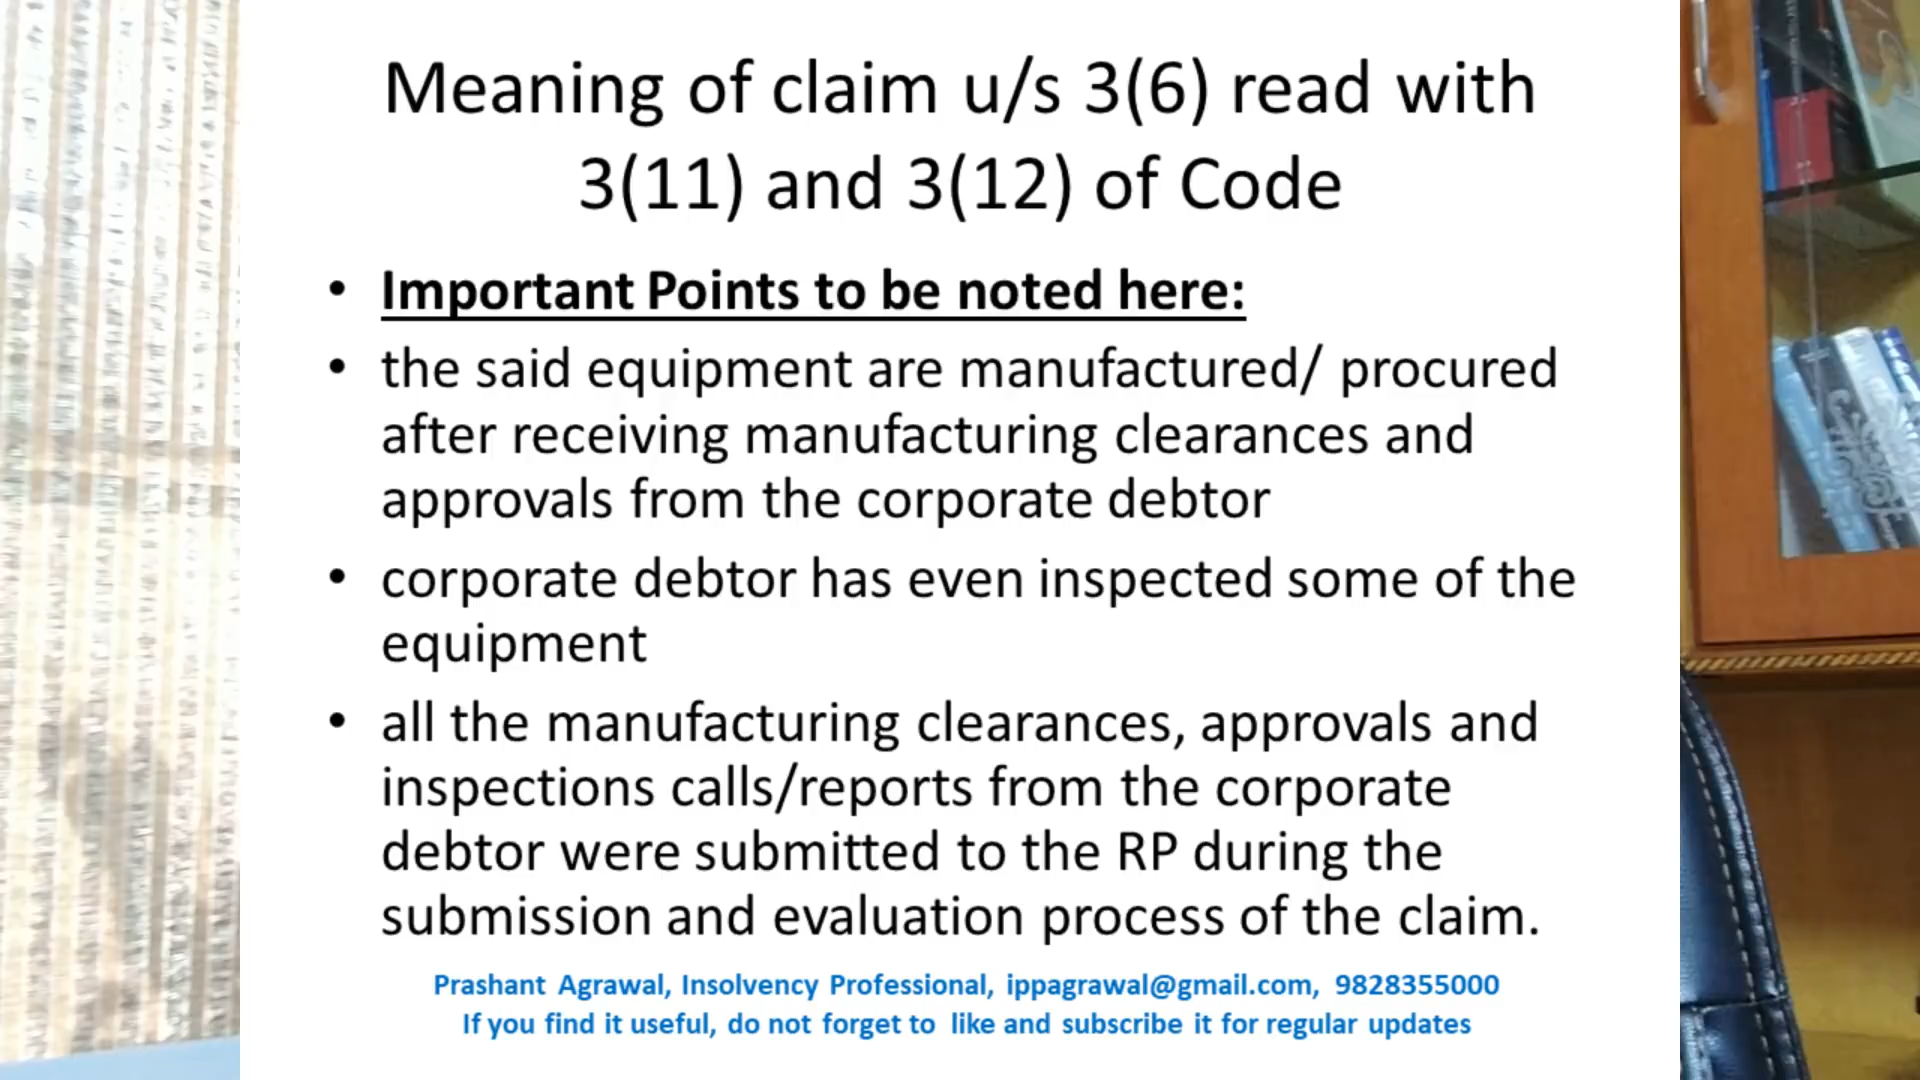 Meaning of claim u/s 3(6) read with
3(11) and 3(12) of Code
• Important Points to be noted here:
• the said equipment are manufactured/ procured
after receiving manufacturing clearances and
approvals from the corporate debtor
• corporate debtor has even inspected some of the
equipment
• all the manufacturing clearances, approvals and
inspections calls/reports from the corporate
debtor were submitted to the RP during the
submission and evaluation process of the claim.
Prashant Agrawal, Insolvency Professional, ippagrawal@gmail.com, 9828355000
If you find it useful, do not forget to like and subscribe it for regular updates